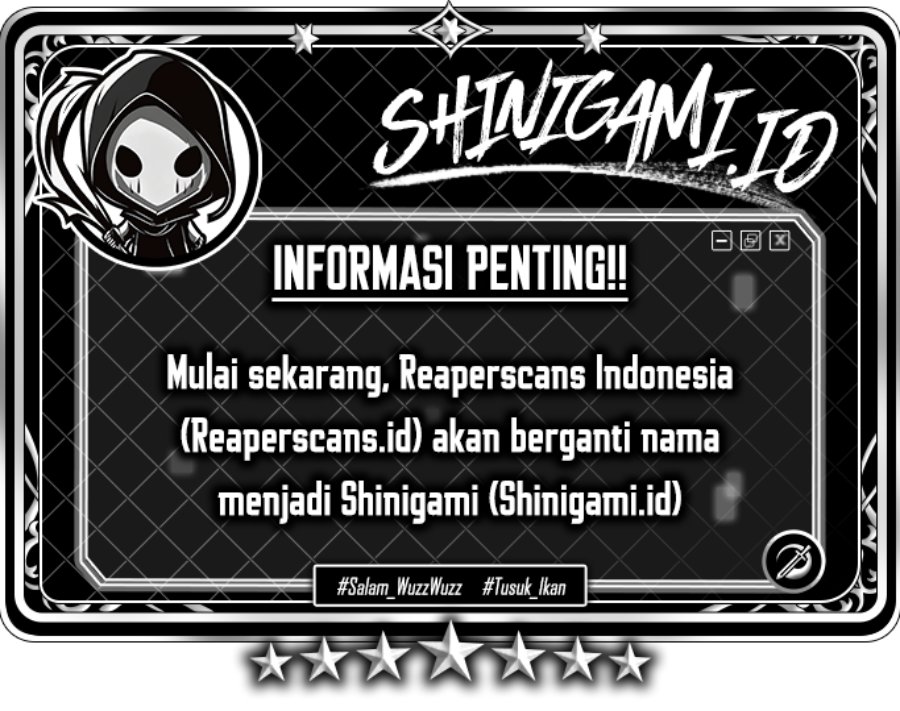 SHINIGAMI.ID
INFORMASI PENTING!!
Mulai sekarang, Reaperscans Indonesia
(Reaperscans.id) akan berganti nama
menjadi Shinigami (Shinigami.id)
#Salam_WuzzWuzz #Tusuk_Ikan